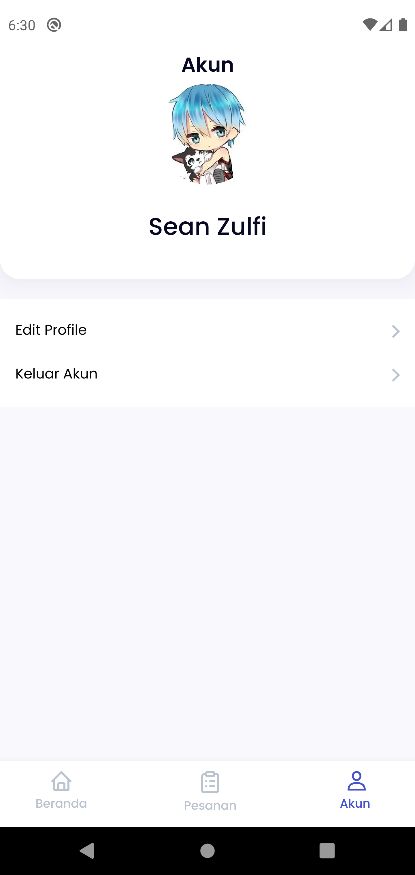 6:30
Akun
Sean Zulfi
Edit Profile
Keluar Akun
Beranda
Pesanan
Akun